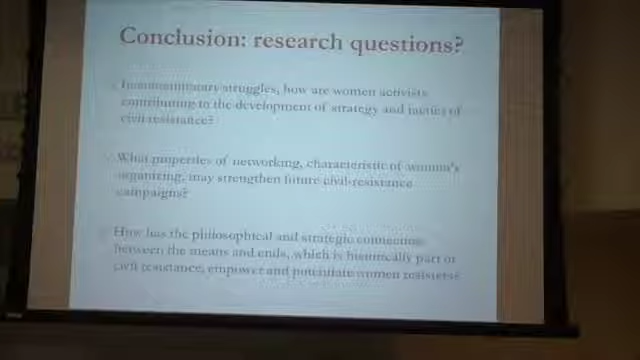 Conclusion: research questions?
In contemporary struggles, how are women activists
contributing to the development of strategy and tactics of
civil resistance?
What properties of networking, characteristic of women's
organizing, may strengthen future civil-resistance
campaigns?
How has the philosophical and strategic connection
between the means and ends, which is historically part of
civil resistance, empower and potentiate women resisters?